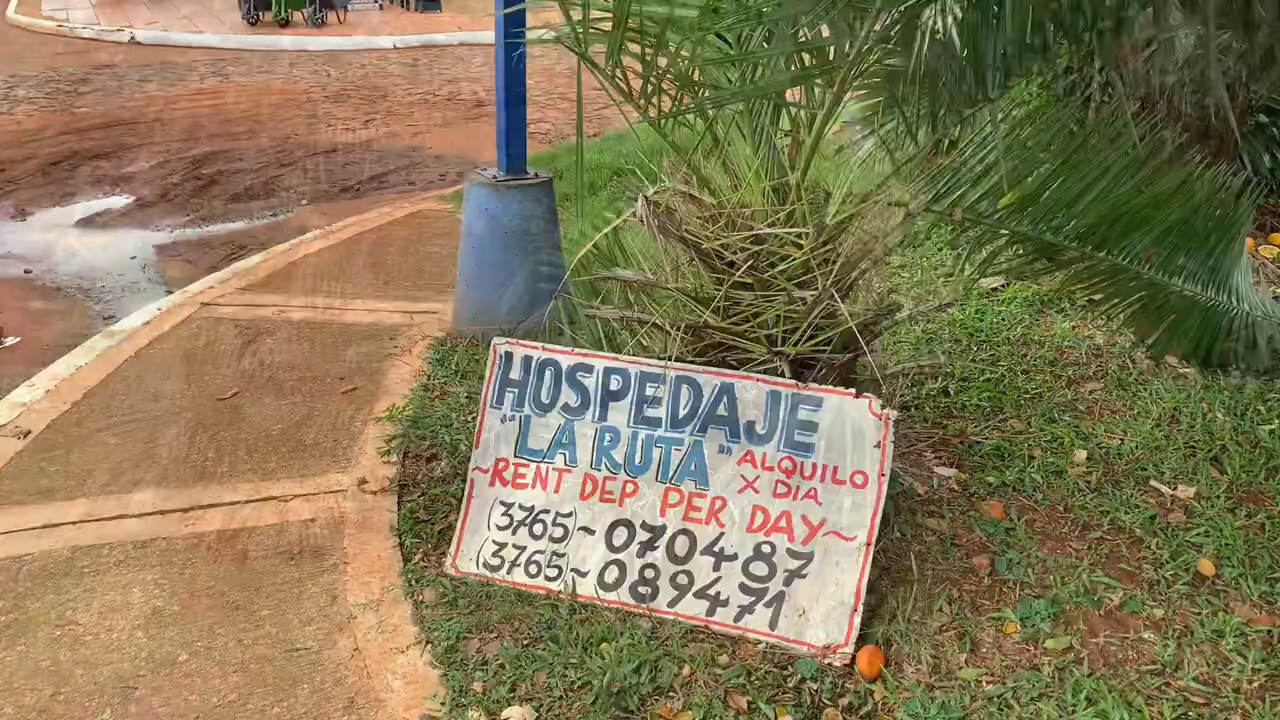 HOSPEDAJE
"LA RUTA"
ALQUILO
X DIA
~RENT DEP PER DAY~
(3765)~070487
(3765)~089471